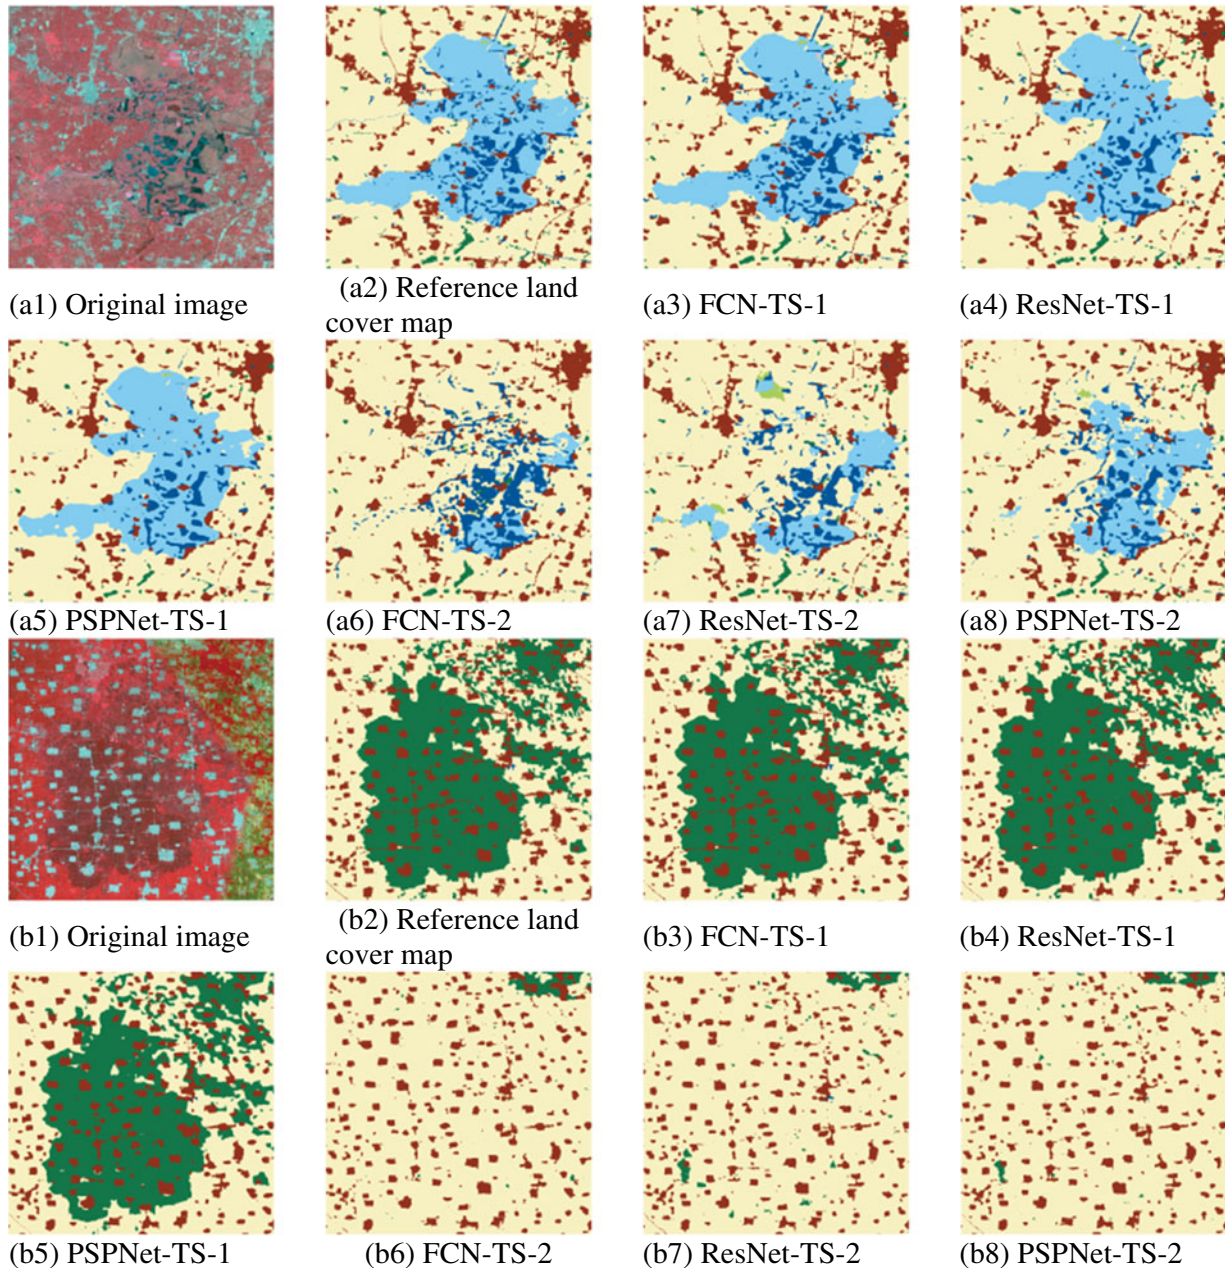 (a1) Original image
(a2) Reference land
cover map
(a3) FCN-TS-1
(a4) ResNet-TS-1
(a5) PSPNet-TS-1
(a6) FCN-TS-2
(a7) ResNet-TS-2
(a8) PSPNet-TS-2
(b1) Original image
(b2) Reference land
cover map
(b3) FCN-TS-1
(b4) ResNet-TS-1
(b5) PSPNet-TS-1
(b6) FCN-TS-2
(b7) ResNet-TS-2
(b8) PSPNet-TS-2